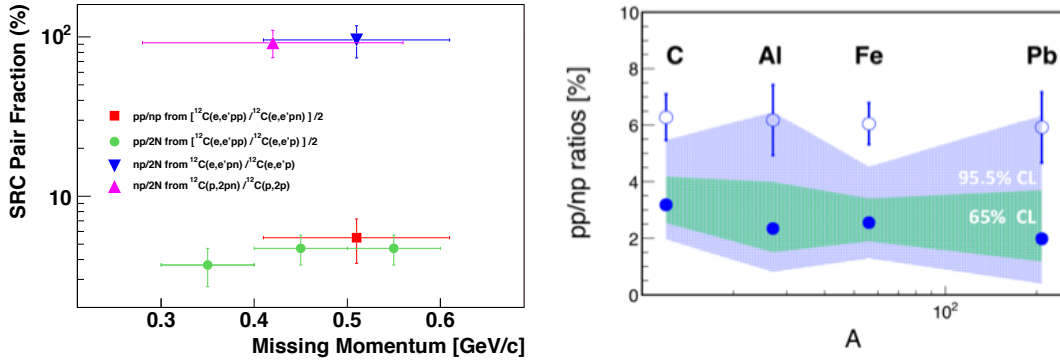 SRC Pair Fraction (%)
10²
10
pp/np from [¹²C(e,e'pp) /¹²C(e,e'pn) ] /2
pp/2N from [¹²C(e,e'pp) /¹²C(e,e'p) ] /2
np/2N from ¹²C(e,e'pn) /¹²C(e,e'p)
np/2N from ¹²C(p,2pn) /¹²C(p,2p)
0.3 0.4 0.5 0.6
Missing Momentum [GeV/c]
pp/np ratios [%]
10
8
6
4
2
0
C Al Fe Pb
95.5% CL
65% CL
10²
A